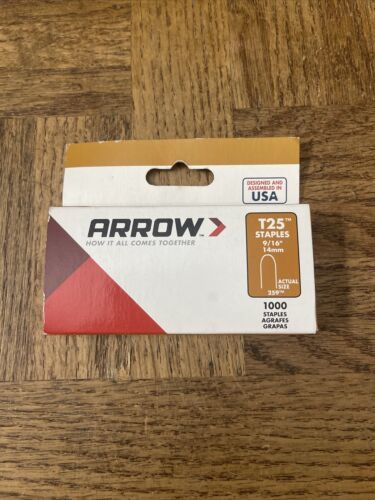 DESIGNED AND
ASSEMBLED IN
USA
ARROW™
HOW IT ALL COMES TOGETHER
T25™
STAPLES
9/16"
14mm
ACTUAL
SIZE
259™
1000
STAPLES
AGRAFES
GRAPAS